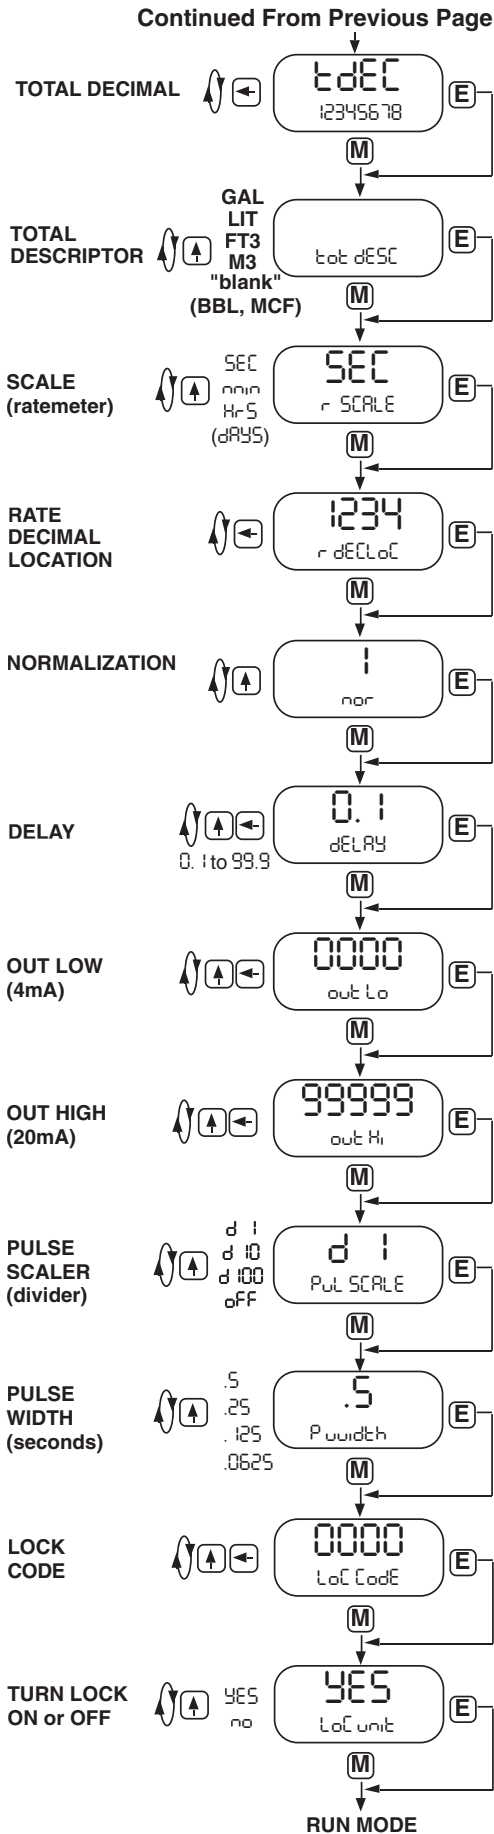 Continued From Previous Page
TOTAL DECIMAL
tdEC
12345678
E
M
TOTAL
DESCRIPTOR
GAL
LIT
FT3
M3
"blank"
(BBL, MCF)
tot dESC
E
M
SCALE
(ratemeter)
SEC
min
HrS
(dAYS)
SEC
r SCALE
E
M
RATE
DECIMAL
LOCATION
1234
r dECLoC
E
M
NORMALIZATION
1
nor
E
M
DELAY
0.1 to 99.9
0.1
dELAY
E
M
OUT LOW
(4mA)
0000
out Lo
E
M
OUT HIGH
(20mA)
99999
out Hi
E
M
PULSE
SCALER
(divider)
d 1
d 10
d 100
oFF
d 1
PuL SCALE
E
M
PULSE
WIDTH
(seconds)
.5
.25
.125
.0625
.5
P width
E
M
LOCK
CODE
0000
LoC CodE
E
M
TURN LOCK
ON or OFF
YES
no
YES
LoC unit
E
M
RUN MODE